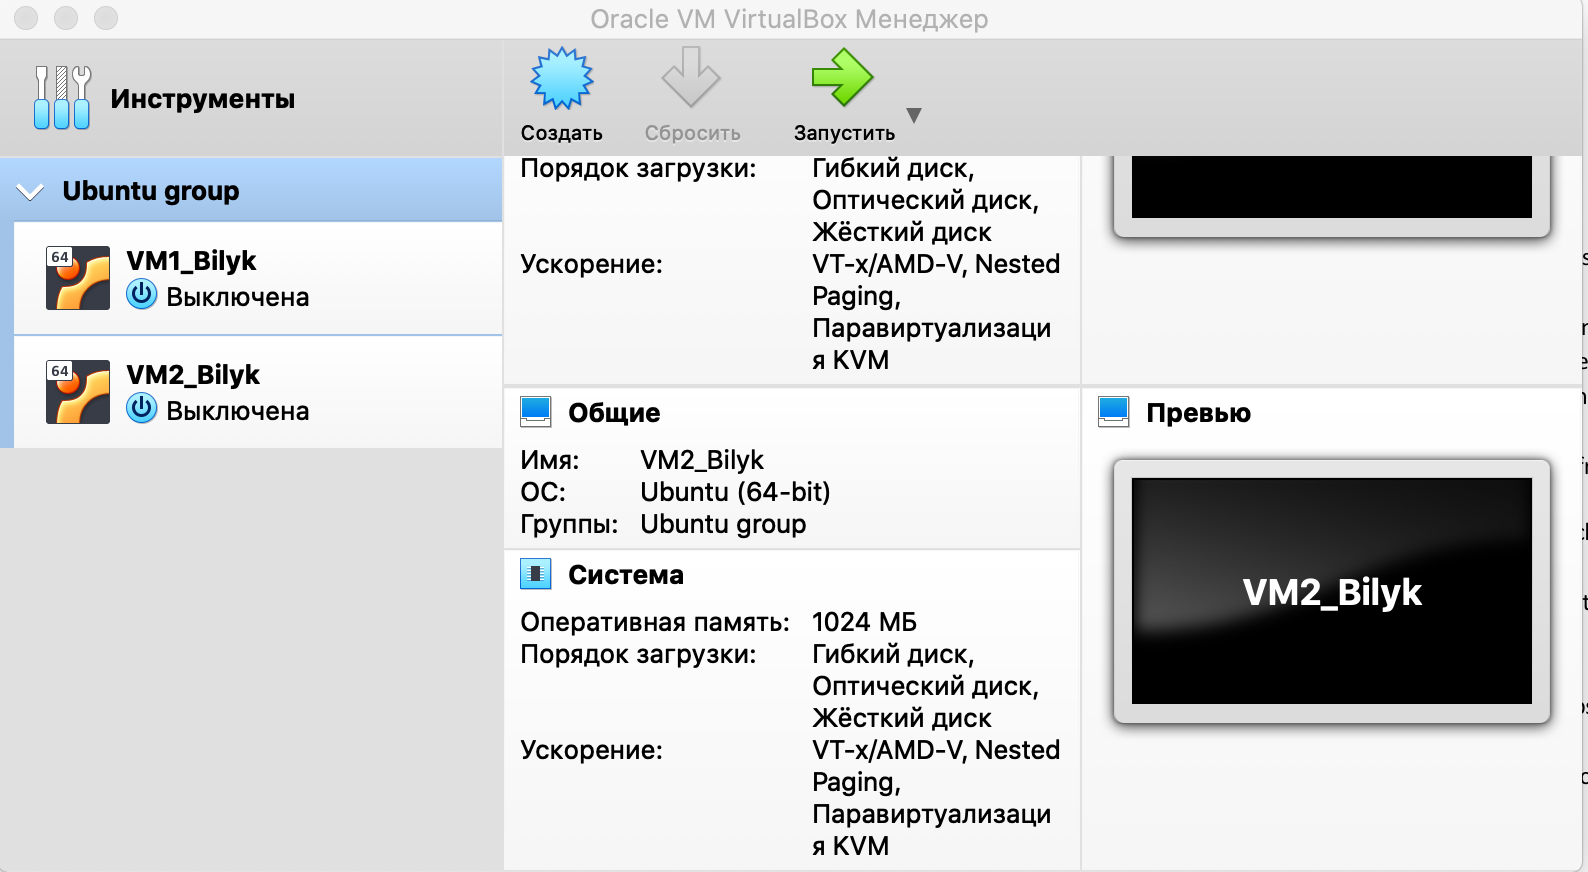 Oracle VM VirtualBox Менеджер
Инструменты
Создать
Сбросить
Запустить
Ubuntu group
64
VM1_Bilyk
Выключена
64
VM2_Bilyk
Выключена
Порядок загрузки: Гибкий диск,
Оптический диск,
Жёсткий диск
Ускорение: VT-x/AMD-V, Nested
Paging,
Паравиртуализаци
я KVM
Общие
Имя: VM2_Bilyk
ОС: Ubuntu (64-bit)
Группы: Ubuntu group
Система
Оперативная память: 1024 МБ
Порядок загрузки: Гибкий диск,
Оптический диск,
Жёсткий диск
Ускорение: VT-x/AMD-V, Nested
Paging,
Паравиртуализаци
я KVM
Превью
VM2_Bilyk